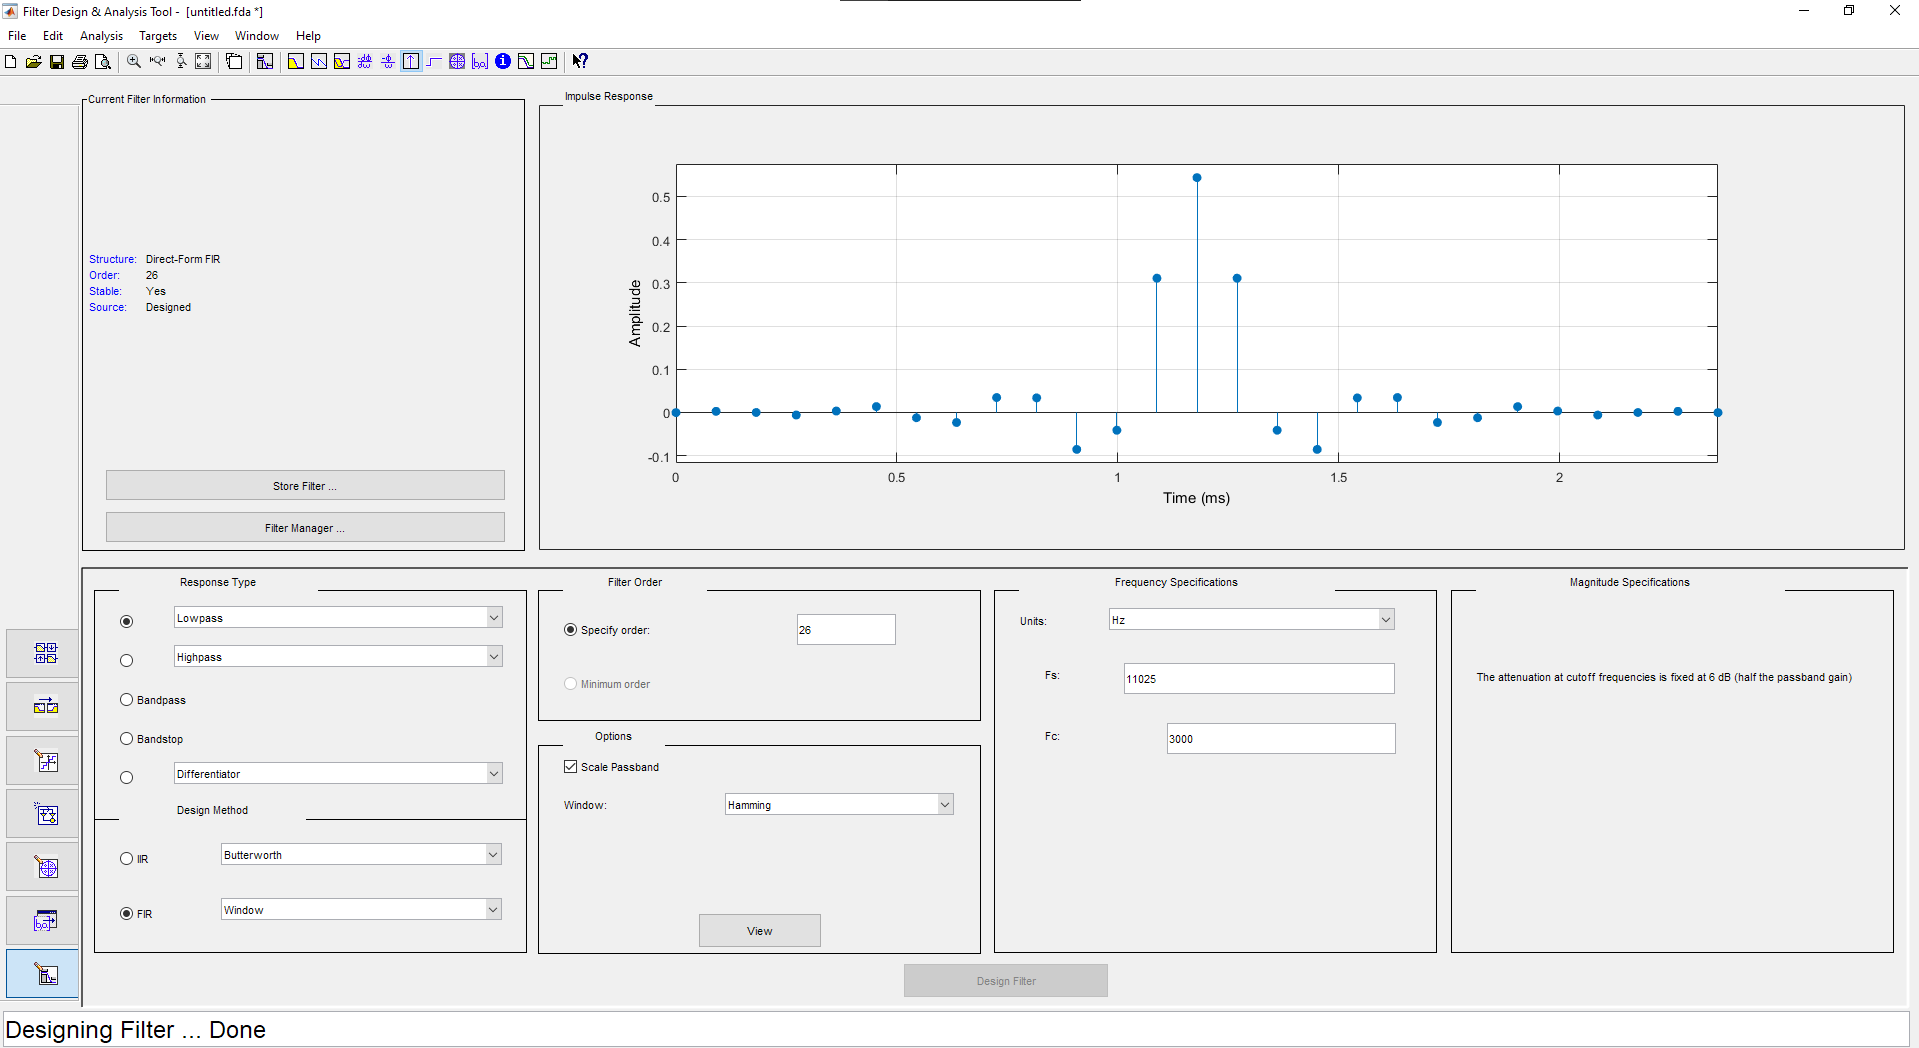 Filter Design & Analysis Tool - [untitled.fda *]
File Edit Analysis Targets View Window Help
Current Filter Information
Structure: Direct-Form FIR
Order: 26
Stable: Yes
Source: Designed
Store Filter ...
Filter Manager ...
Impulse Response
Amplitude
0.5
0.4
0.3
0.2
0.1
0
-0.1
0 0.5 1 1.5 2
Time (ms)
Response Type
Lowpass
Highpass
Bandpass
Bandstop
Differentiator
Design Method
IIR Butterworth
FIR Window
Filter Order
Specify order: 26
Minimum order
Options
Scale Passband
Window: Hamming
View
Frequency Specifications
Units: Hz
Fs: 11025
Fc: 3000
Magnitude Specifications
The attenuation at cutoff frequencies is fixed at 6 dB (half the passband gain)
Design Filter
Designing Filter ... Done